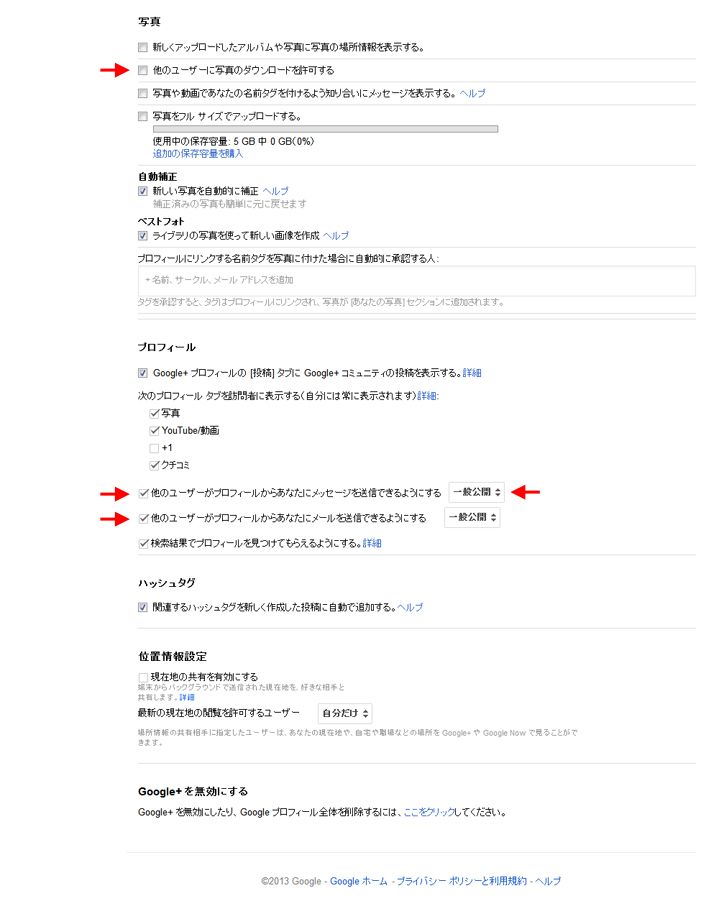 写真
新しくアップロードしたアルバムや写真に写真の場所情報を表示する。
他のユーザーに写真のダウンロードを許可する
写真や動画であなたの名前タグを付けるよう知り合いにメッセージを表示する。 ヘルプ
写真をフル サイズでアップロードする。
使用中の保存容量: 5 GB 中 0 GB(0%)
追加の保存容量を購入
自動補正
新しい写真を自動的に補正 ヘルプ
補正済みの写真も簡単に元に戻せます
ベストフォト
ライブラリの写真を使って新しい画像を作成 ヘルプ
プロフィールにリンクする名前タグを写真に付けた場合に自動的に承認する人:
+ 名前、サークル、メール アドレスを追加
タグを承認すると、タグはプロフィールにリンクされ、写真が [あなたの写真] セクションに追加されます。
プロフィール
Google+ プロフィールの [投稿] タブに Google+ コミュニティの投稿を表示する。詳細
次のプロフィール タブを訪問者に表示する(自分には常に表示されます)詳細:
写真
YouTube/動画
+1
クチコミ
他のユーザーがプロフィールからあなたにメッセージを送信できるようにする 一般公開
他のユーザーがプロフィールからあなたにメールを送信できるようにする 一般公開
検索結果でプロフィールを見つけてもらえるようにする。詳細
ハッシュタグ
関連するハッシュタグを新しく作成した投稿に自動で追加する。ヘルプ
位置情報設定
現在地の共有を有効にする
端末からバックグラウンドで送信された現在地を、好きな相手と
共有します。詳細
最新の現在地の閲覧を許可するユーザー 自分だけ
場所情報の共有相手に指定したユーザーは、あなたの現在地や、自宅や職場などの場所を Google+ や Google Now で見ることがで
きます。
Google+ を無効にする
Google+ を無効にしたり、Google プロフィール全体を削除するには、ここをクリックしてください。
©2013 Google - Google ホーム - プライバシー ポリシーと利用規約 - ヘルプ